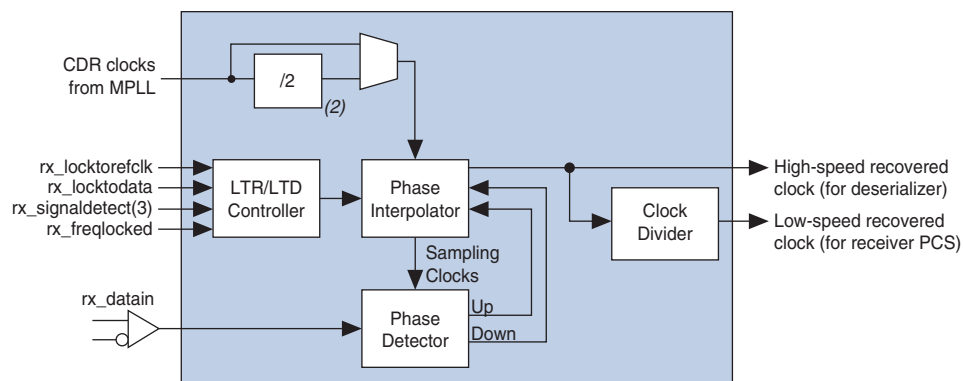 CDR clocks
from MPLL
/2
(2)
rx_locktorefclk
rx_locktodata
rx_signaldetect(3)
rx_freqlocked
LTR/LTD
Controller
Phase
Interpolator
High-speed recovered
clock (for deserializer)
Clock
Divider
Low-speed recovered
clock (for receiver PCS)
Sampling
Clocks
rx_datain
Phase
Detector
Up
Down